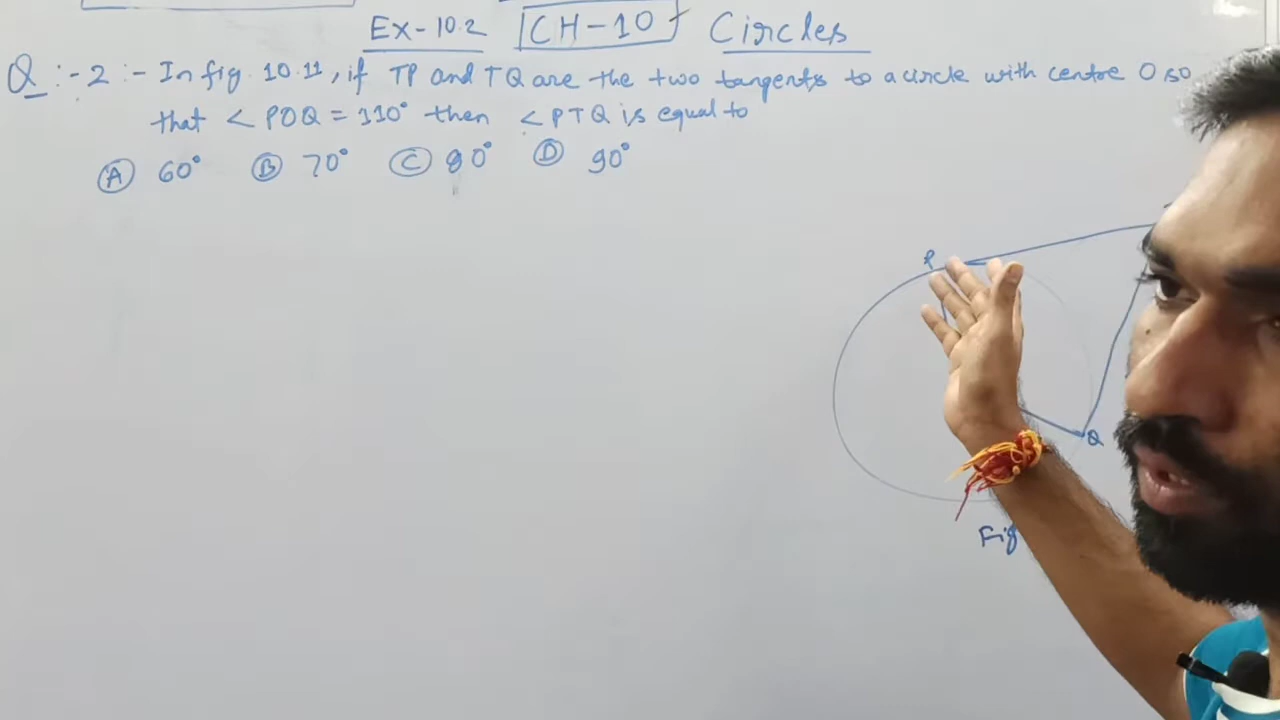 Ex-10.2 CH-10 Circles
Q:-2:- In fig 10.11, if TP and TQ are the two tangents to a circle with centre O so
that ∠POQ = 110° then ∠PTQ is equal to
(A) 60° (B) 70° (C) 80° (D) 90°
P
Q
Fig